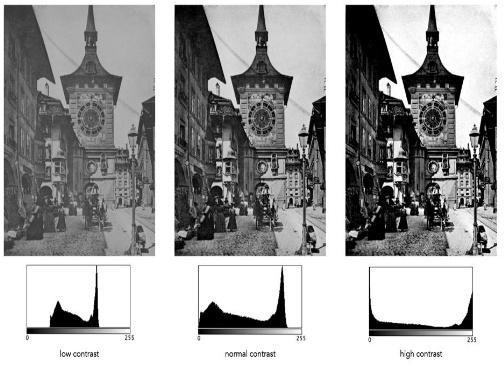 0 255
low contrast
0 255
normal contrast
0 255
high contrast